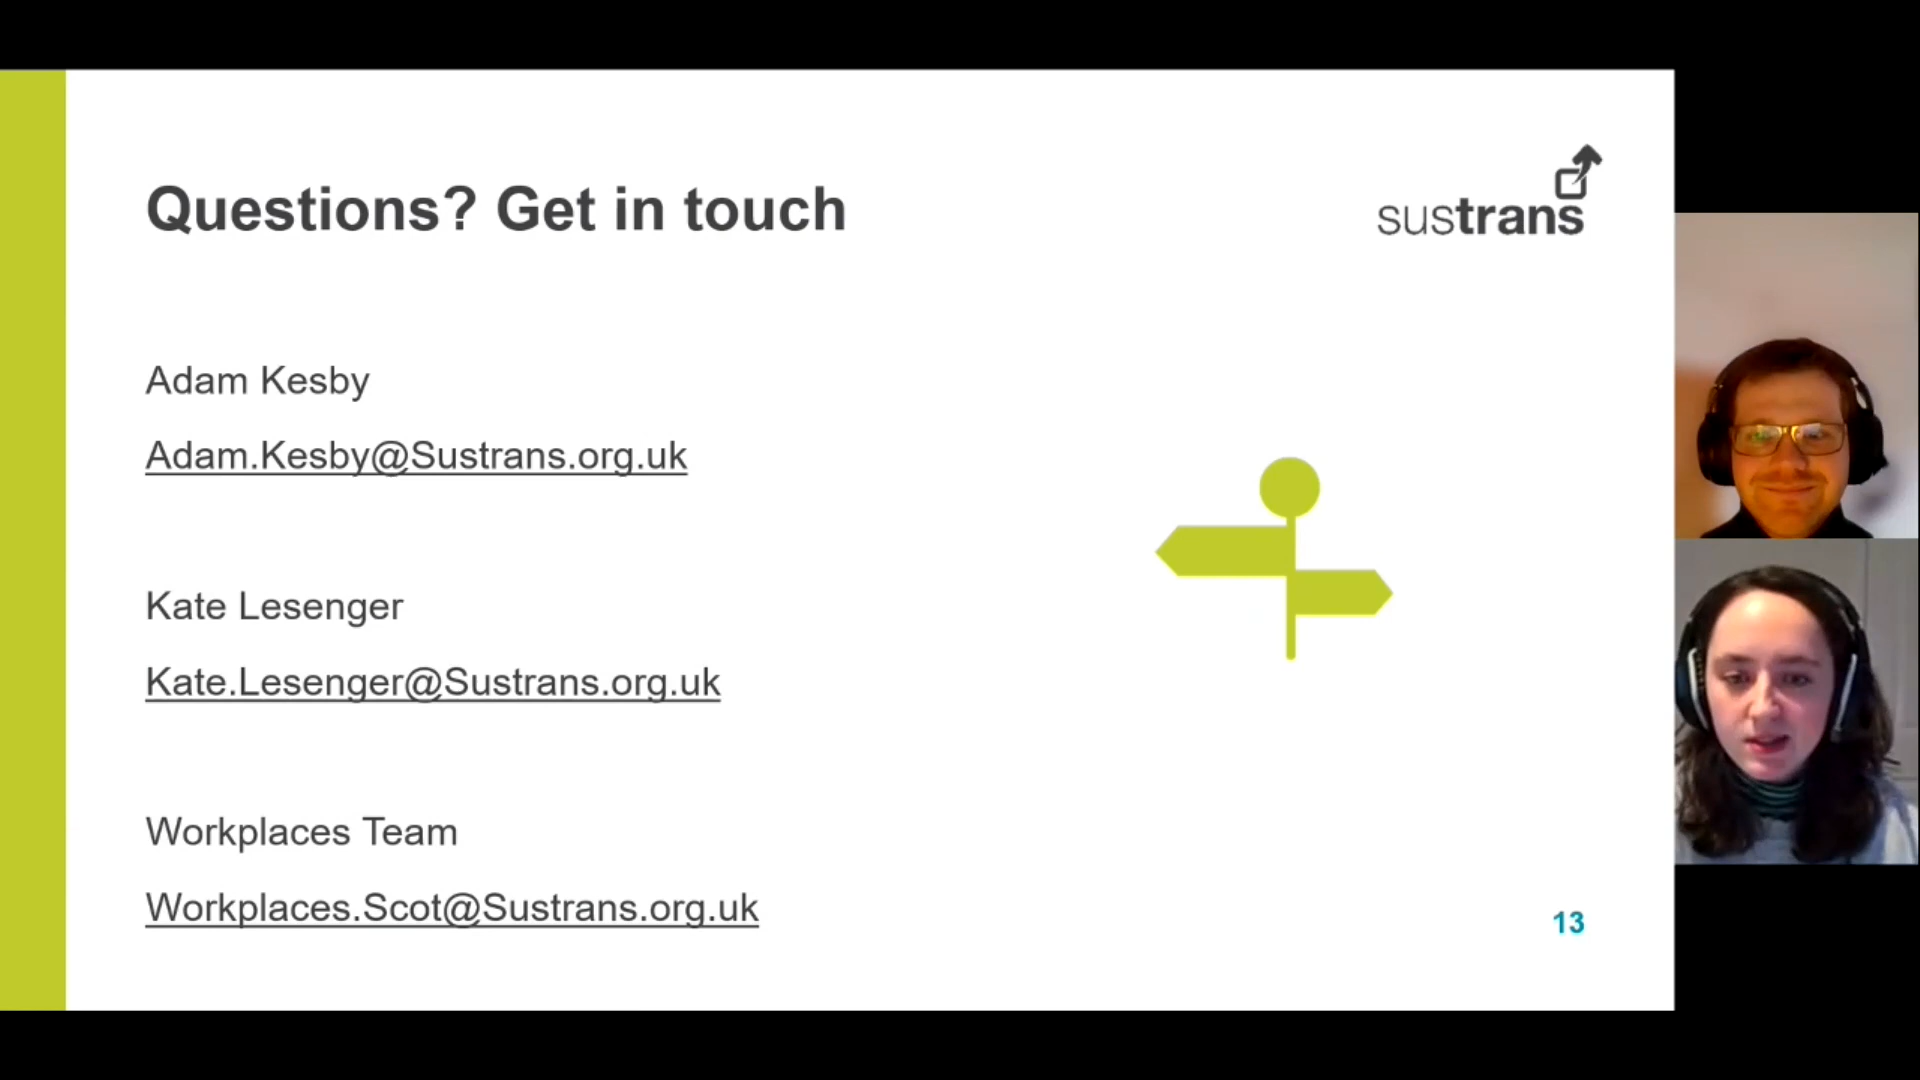 Questions? Get in touch
sustrans
Adam Kesby
Adam.Kesby@Sustrans.org.uk
Kate Lesenger
Kate.Lesenger@Sustrans.org.uk
Workplaces Team
Workplaces.Scot@Sustrans.org.uk
13